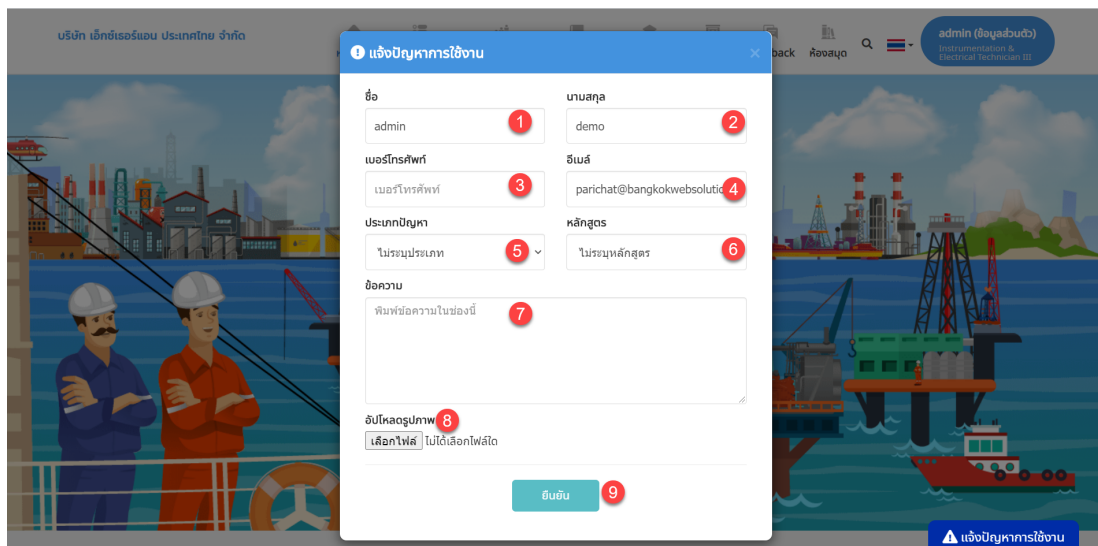 บริษัท เอ็กซ์เธอร์แอน ประเทศไทย จำกัด
back ห้องสมุด
admin (ข้อมูลส่วนตัว)
Instrumentation &
Electrical Technician III
แจ้งปัญหาการใช้งาน ×
ชื่อ นามสกุล
admin 1 demo 2
เบอร์โทรศัพท์ อีเมล์
เบอร์โทรศัพท์ 3 parichat@bangkokwebsolutio 4
ประเภทปัญหา หลักสูตร
ไม่ระบุประเภท 5 ไม่ระบุหลักสูตร 6
ข้อความ
พิมพ์ข้อความในช่องนี้ 7
อัปโหลดรูปภาพ 8
เลือกไฟล์ ไม่ได้เลือกไฟล์ใด
ยืนยัน 9
แจ้งปัญหาการใช้งาน